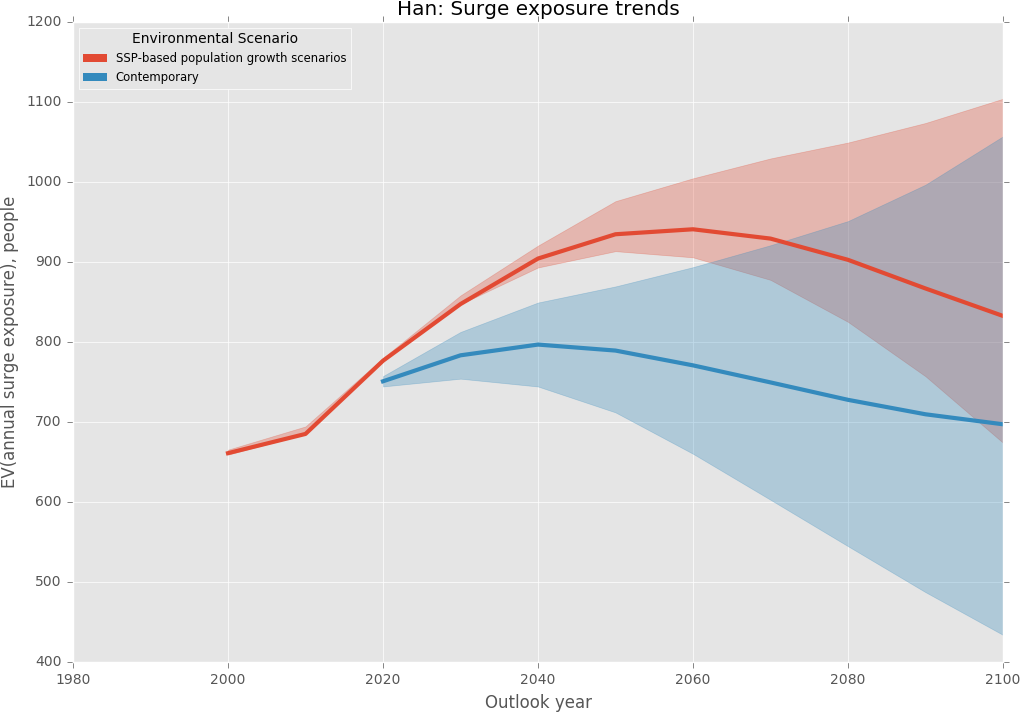 Han: Surge exposure trends
Environmental Scenario
SSP-based population growth scenarios
Contemporary
EV(annual surge exposure), people
1200
1100
1000
900
800
700
600
500
400
1980 2000 2020 2040 2060 2080 2100
Outlook year